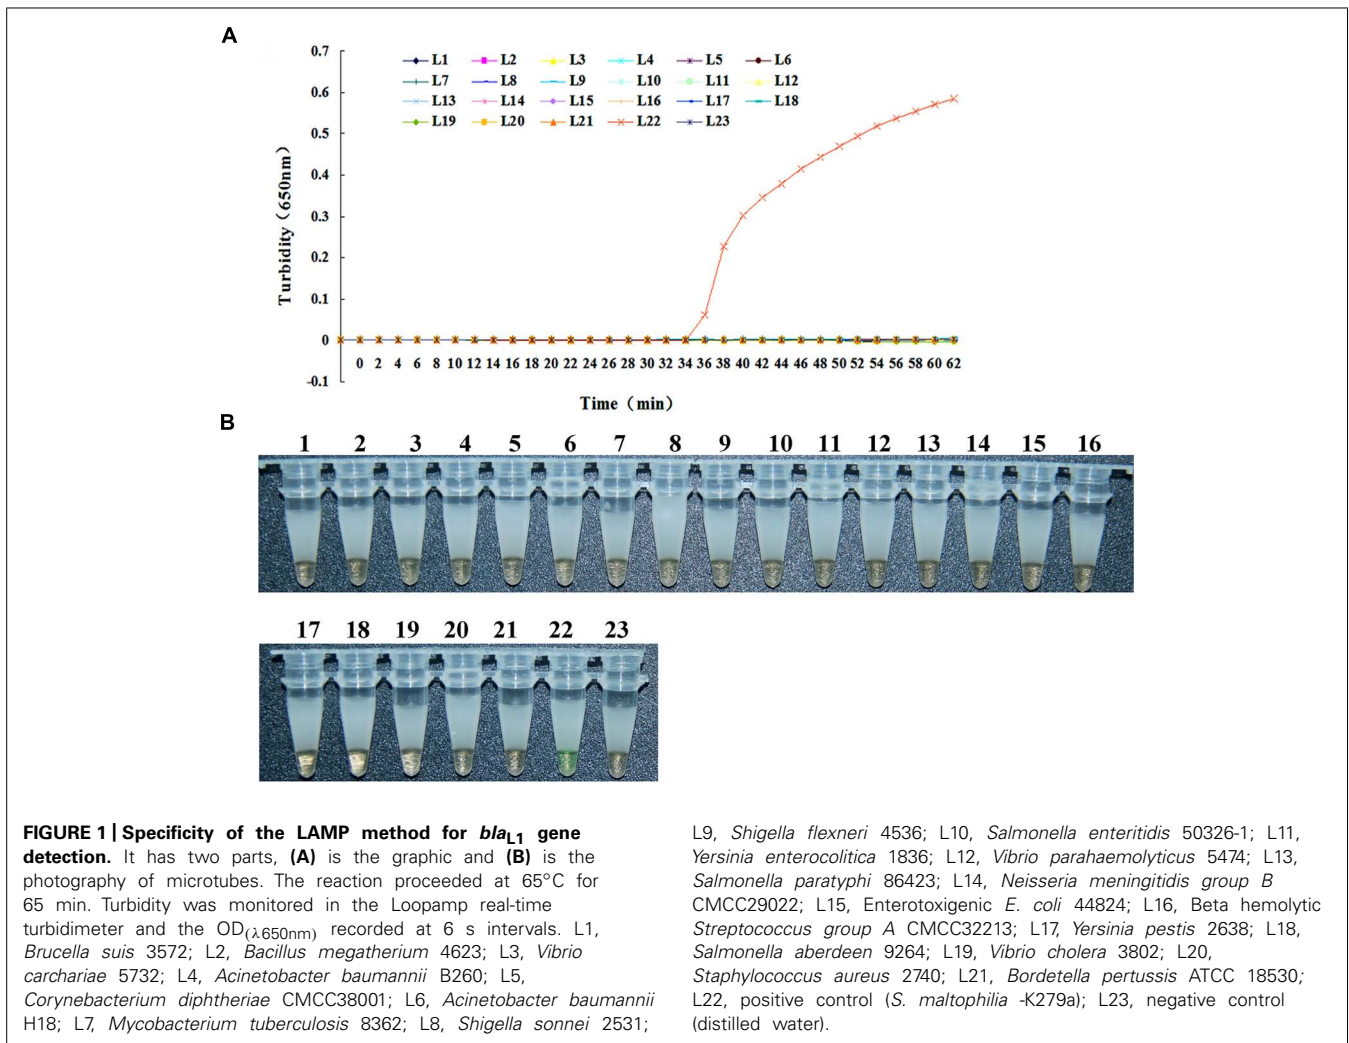 A
0.7
0.6
0.5
0.4
0.3
0.2
0.1
0
-0.1
Turbidity (650nm)
L1 L2 L3 L4 L5 L6
L7 L8 L9 L10 L11 L12
L13 L14 L15 L16 L17 L18
L19 L20 L21 L22 L23
0 2 4 6 8 10 12 14 16 18 20 22 24 26 28 30 32 34 36 38 40 42 44 46 48 50 52 54 56 58 60 62
Time (min)
B
1 2 3 4 5 6 7 8 9 10 11 12 13 14 15 16
17 18 19 20 21 22 23
FIGURE 1 | Specificity of the LAMP method for blaL1 gene
detection. It has two parts, (A) is the graphic and (B) is the
photography of microtubes. The reaction proceeded at 65°C for
65 min. Turbidity was monitored in the Loopamp real-time
turbidimeter and the OD(λ650nm) recorded at 6 s intervals. L1,
Brucella suis 3572; L2, Bacillus megatherium 4623; L3, Vibrio
carchariae 5732; L4, Acinetobacter baumannii B260; L5,
Corynebacterium diphtheriae CMCC38001; L6, Acinetobacter baumannii
H18; L7, Mycobacterium tuberculosis 8362; L8, Shigella sonnei 2531;
L9, Shigella flexneri 4536; L10, Salmonella enteritidis 50326-1; L11,
Yersinia enterocolitica 1836; L12, Vibrio parahaemolyticus 5474; L13,
Salmonella paratyphi 86423; L14, Neisseria meningitidis group B
CMCC29022; L15, Enterotoxigenic E. coli 44824; L16, Beta hemolytic
Streptococcus group A CMCC32213; L17, Yersinia pestis 2638; L18,
Salmonella aberdeen 9264; L19, Vibrio cholera 3802; L20,
Staphylococcus aureus 2740; L21, Bordetella pertussis ATCC 18530;
L22, positive control (S. maltophilia -K279a); L23, negative control
(distilled water).